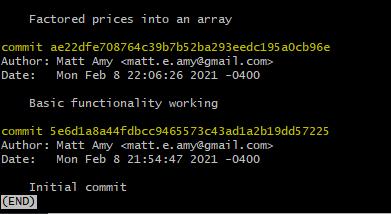 Factored prices into an array
commit ae22dfe708764c39b7b52ba293eedc195a0cb96e
Author: Matt Amy <matt.e.amy@gmail.com>
Date: Mon Feb 8 22:06:26 2021 -0400
Basic functionality working
commit 5e6d1a8a44fdbcc9465573c43ad1a2b19dd57225
Author: Matt Amy <matt.e.amy@gmail.com>
Date: Mon Feb 8 21:54:47 2021 -0400
Initial commit
(END)